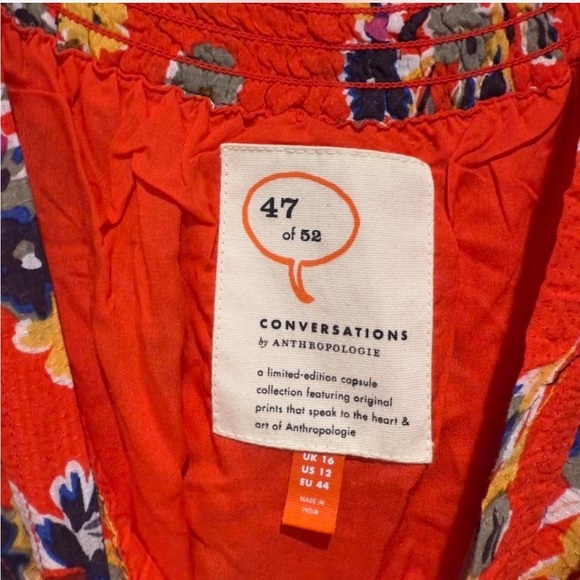 47
of 52
CONVERSATIONS
by ANTHROPOLOGIE
a limited-edition capsule
collection featuring original
prints that speak to the heart &
art of Anthropologie
UK 16
US 12
EU 44
MADE IN
INDIA